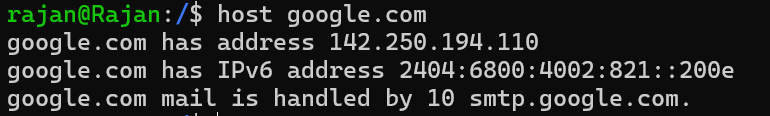 rajan@Rajan:/$ host google.com
google.com has address 142.250.194.110
google.com has IPv6 address 2404:6800:4002:821::200e
google.com mail is handled by 10 smtp.google.com.